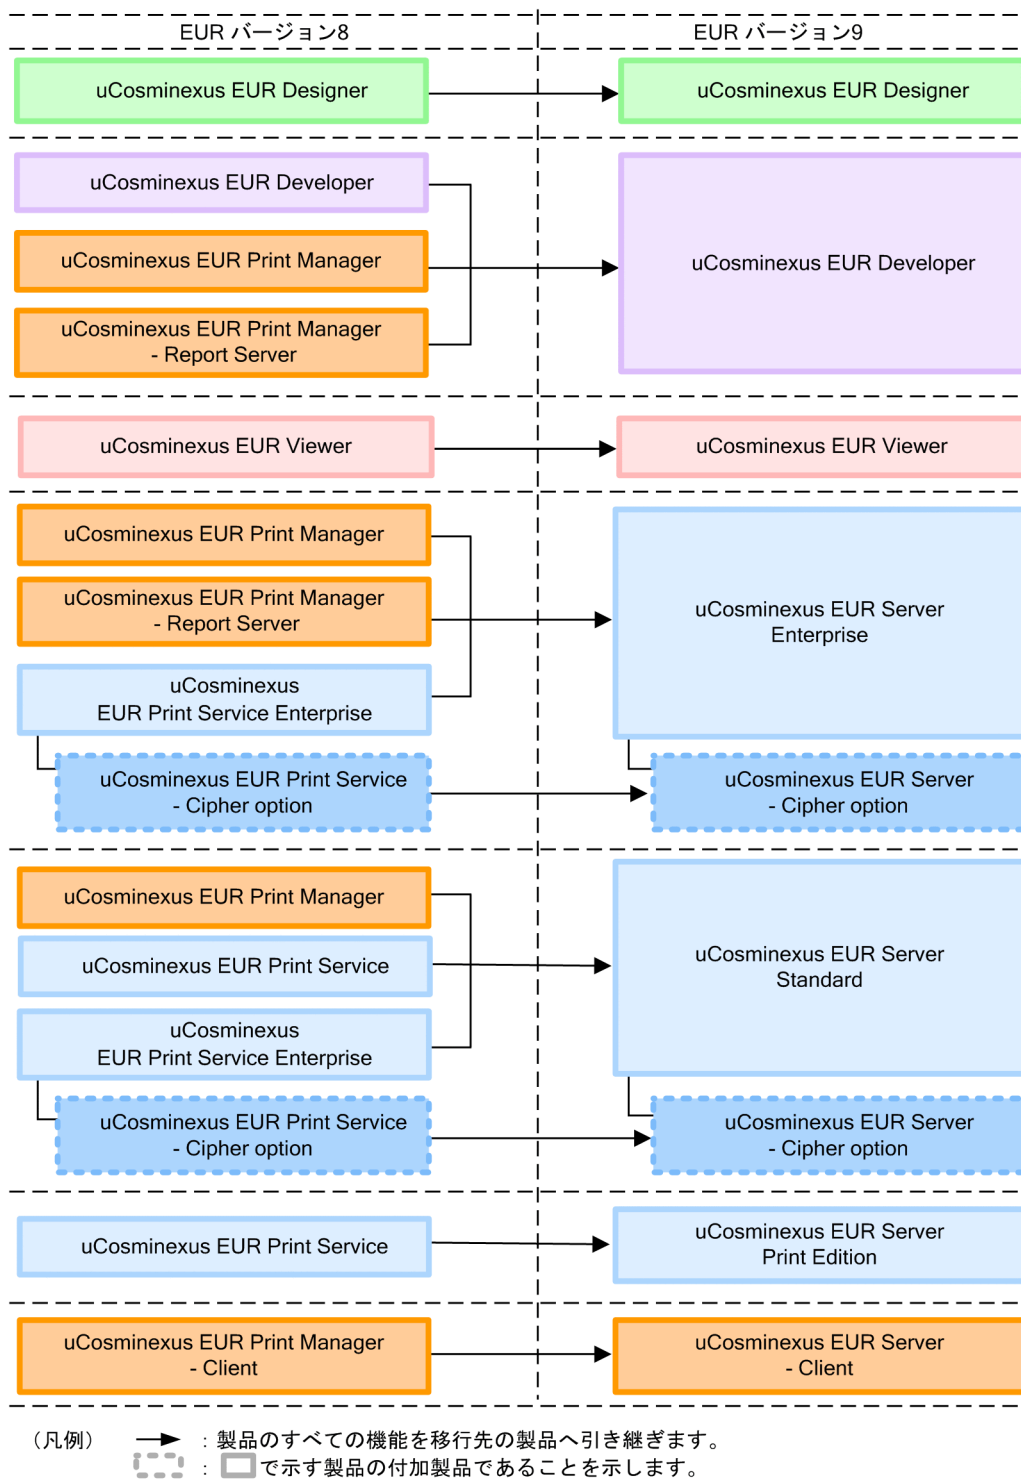 EUR バージョン8
EUR バージョン9
uCosminexus EUR Designer
uCosminexus EUR Designer
uCosminexus EUR Developer
uCosminexus EUR Print Manager
uCosminexus EUR Print Manager
- Report Server
uCosminexus EUR Developer
uCosminexus EUR Viewer
uCosminexus EUR Viewer
uCosminexus EUR Print Manager
uCosminexus EUR Print Manager
- Report Server
uCosminexus
EUR Print Service Enterprise
uCosminexus EUR Print Service
- Cipher option
uCosminexus EUR Server
Enterprise
uCosminexus EUR Server
- Cipher option
uCosminexus EUR Print Manager
uCosminexus EUR Print Service
uCosminexus
EUR Print Service Enterprise
uCosminexus EUR Print Service
- Cipher option
uCosminexus EUR Server
Standard
uCosminexus EUR Server
- Cipher option
uCosminexus EUR Print Service
uCosminexus EUR Server
Print Edition
uCosminexus EUR Print Manager
- Client
uCosminexus EUR Server
- Client
（凡例） ：製品のすべての機能を移行先の製品へ引き継ぎます。
： で示す製品の付加製品であることを示します。